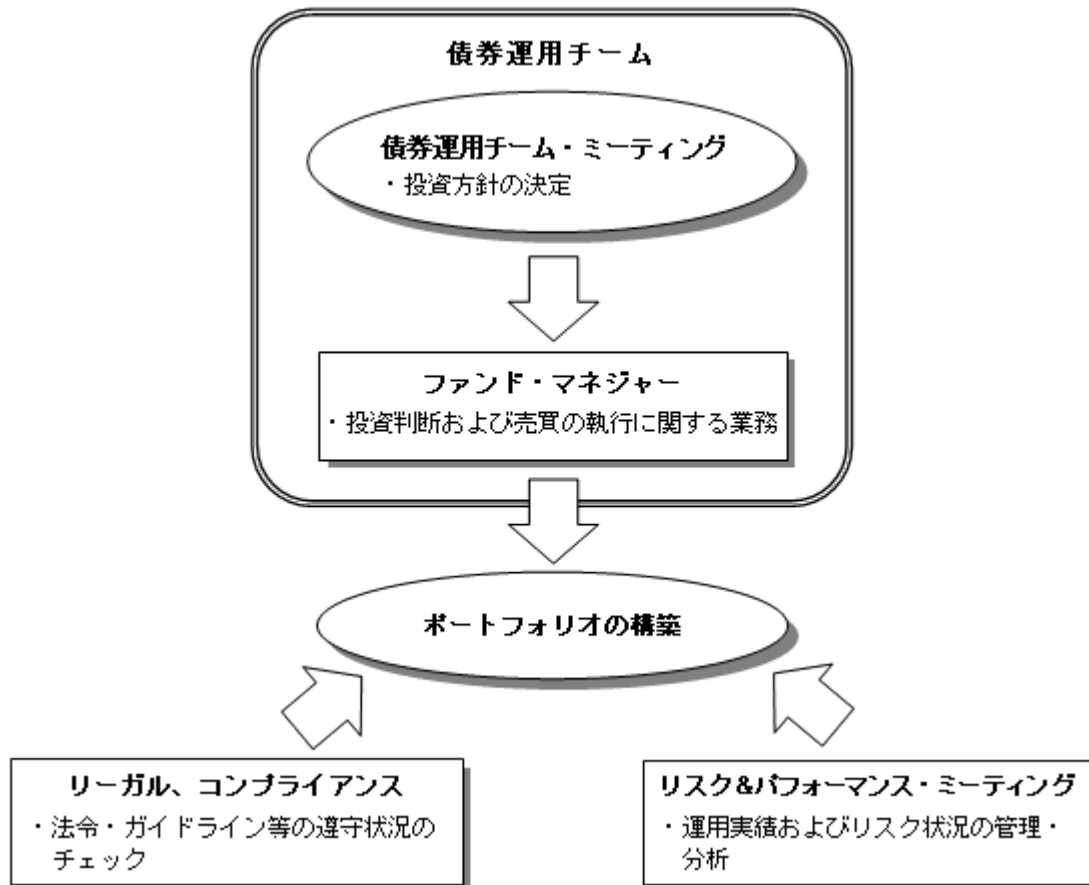 債券運用チーム
債券運用チーム・ミーティング
・投資方針の決定
ファンド・マネジャー
・投資判断および売買の執行に関する業務
ポートフォリオの構築
リーガル、コンプライアンス
・法令・ガイドライン等の遵守状況の
チェック
リスク&パフォーマンス・ミーティング
・運用実績およびリスク状況の管理・
分析